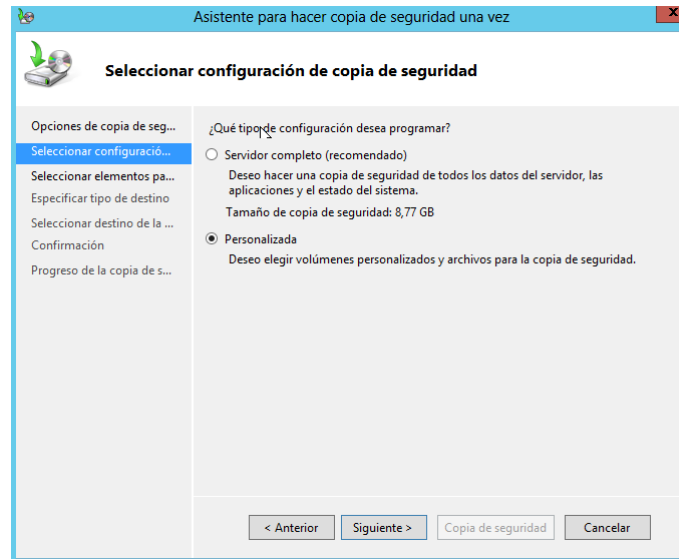 Asistente para hacer copia de seguridad una vez
x
Seleccionar configuración de copia de seguridad
Opciones de copia de seg...
Seleccionar configuració...
Seleccionar elementos pa...
Especificar tipo de destino
Seleccionar destino de la ...
Confirmación
Progreso de la copia de s...
¿Qué tipo de configuración desea programar?
Servidor completo (recomendado)
Deseo hacer una copia de seguridad de todos los datos del servidor, las
aplicaciones y el estado del sistema.
Tamaño de copia de seguridad: 8,77 GB
Personalizada
Deseo elegir volúmenes personalizados y archivos para la copia de seguridad.
< Anterior
Siguiente >
Copia de seguridad
Cancelar